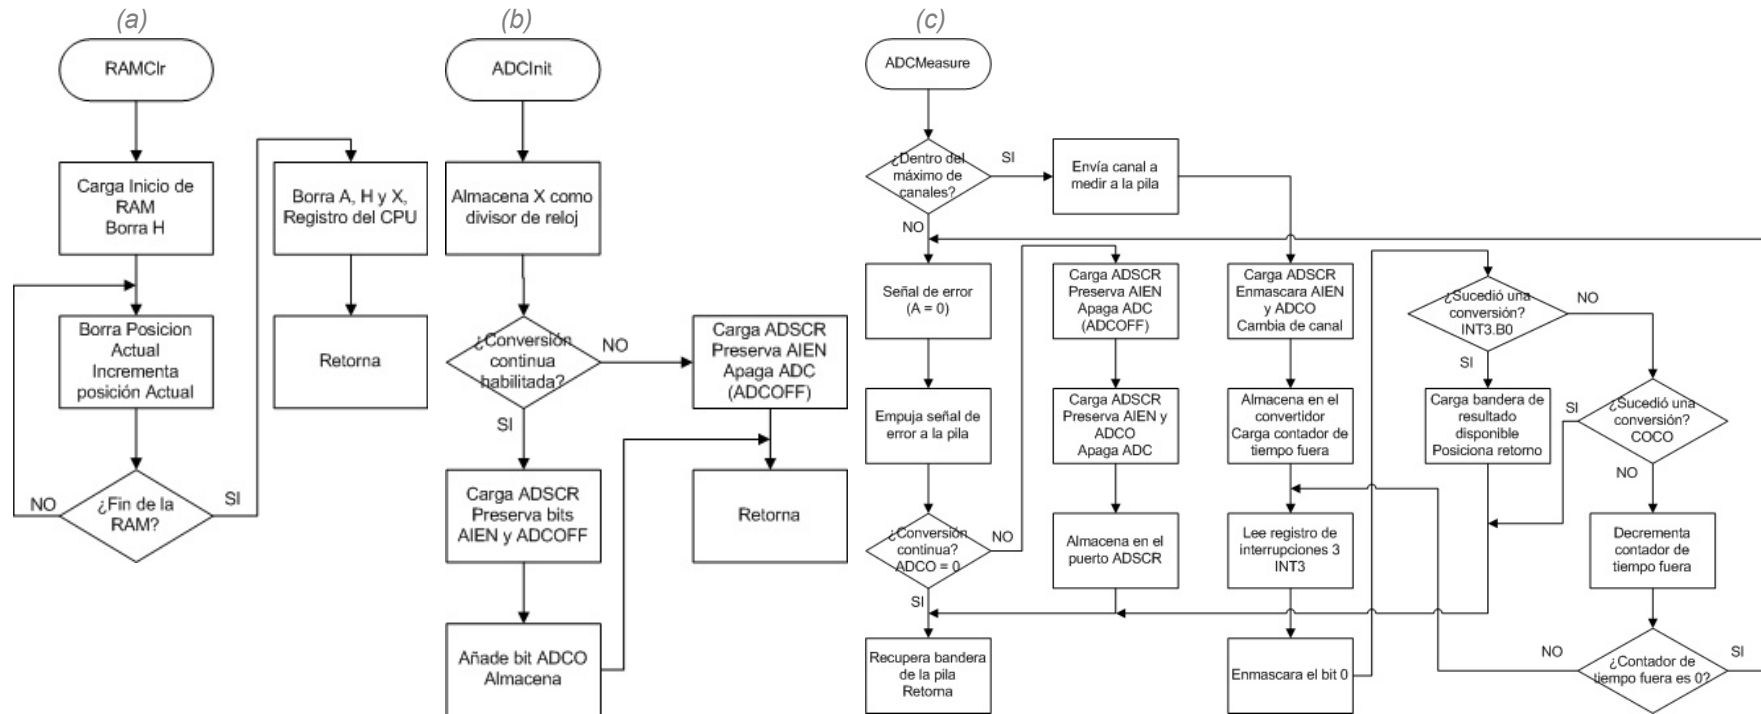 (a)
RAMClr
Carga Inicio de
RAM
Borra H
Borra Posicion
Actual
Incrementa
posición Actual
¿Fin de la
RAM?
NO
SI
Borra A, H y X,
Registro del CPU
Retorna
(b)
ADCInit
Almacena X como
divisor de reloj
¿Conversión
continua
habilitada?
NO
SI
Carga ADSCR
Preserva AIEN
Apaga ADC
(ADCOFF)
Carga ADSCR
Preserva bits
AIEN y ADCOFF
Añade bit ADCO
Almacena
Retorna
(c)
ADCMeasure
¿Dentro del
máximo de
canales?
SI
NO
Envía canal a
medir a la pila
Señal de error
(A = 0)
Empuja señal de
error a la pila
¿Conversión
continua?
ADCO = 0
NO
SI
Recupera bandera
de la pila
Retorna
Carga ADSCR
Preserva AIEN
Apaga ADC
(ADCOFF)
Carga ADSCR
Preserva AIEN y
ADCO
Apaga ADC
Almacena en el
puerto ADSCR
Carga ADSCR
Enmascara AIEN
y ADCO
Cambia de canal
Almacena en el
convertidor
Carga contador de
tiempo fuera
Lee registro de
interrupciones 3
INT3
Enmascara el bit 0
¿Sucedió una
conversión?
INT3.B0
NO
SI
Carga bandera de
resultado
disponible
Posiciona retorno
¿Sucedió una
conversión?
COCO
SI
NO
Decrementa
contador de
tiempo fuera
¿Contador de
tiempo fuera es 0?
NO
SI